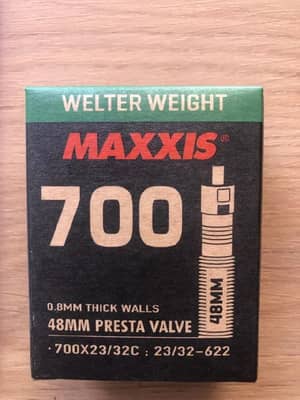 WELTER WEIGHT
MAXXIS®
700
48MM
0.8MM THICK WALLS
48MM PRESTA VALVE
· 700X23/32C : 23/32-622